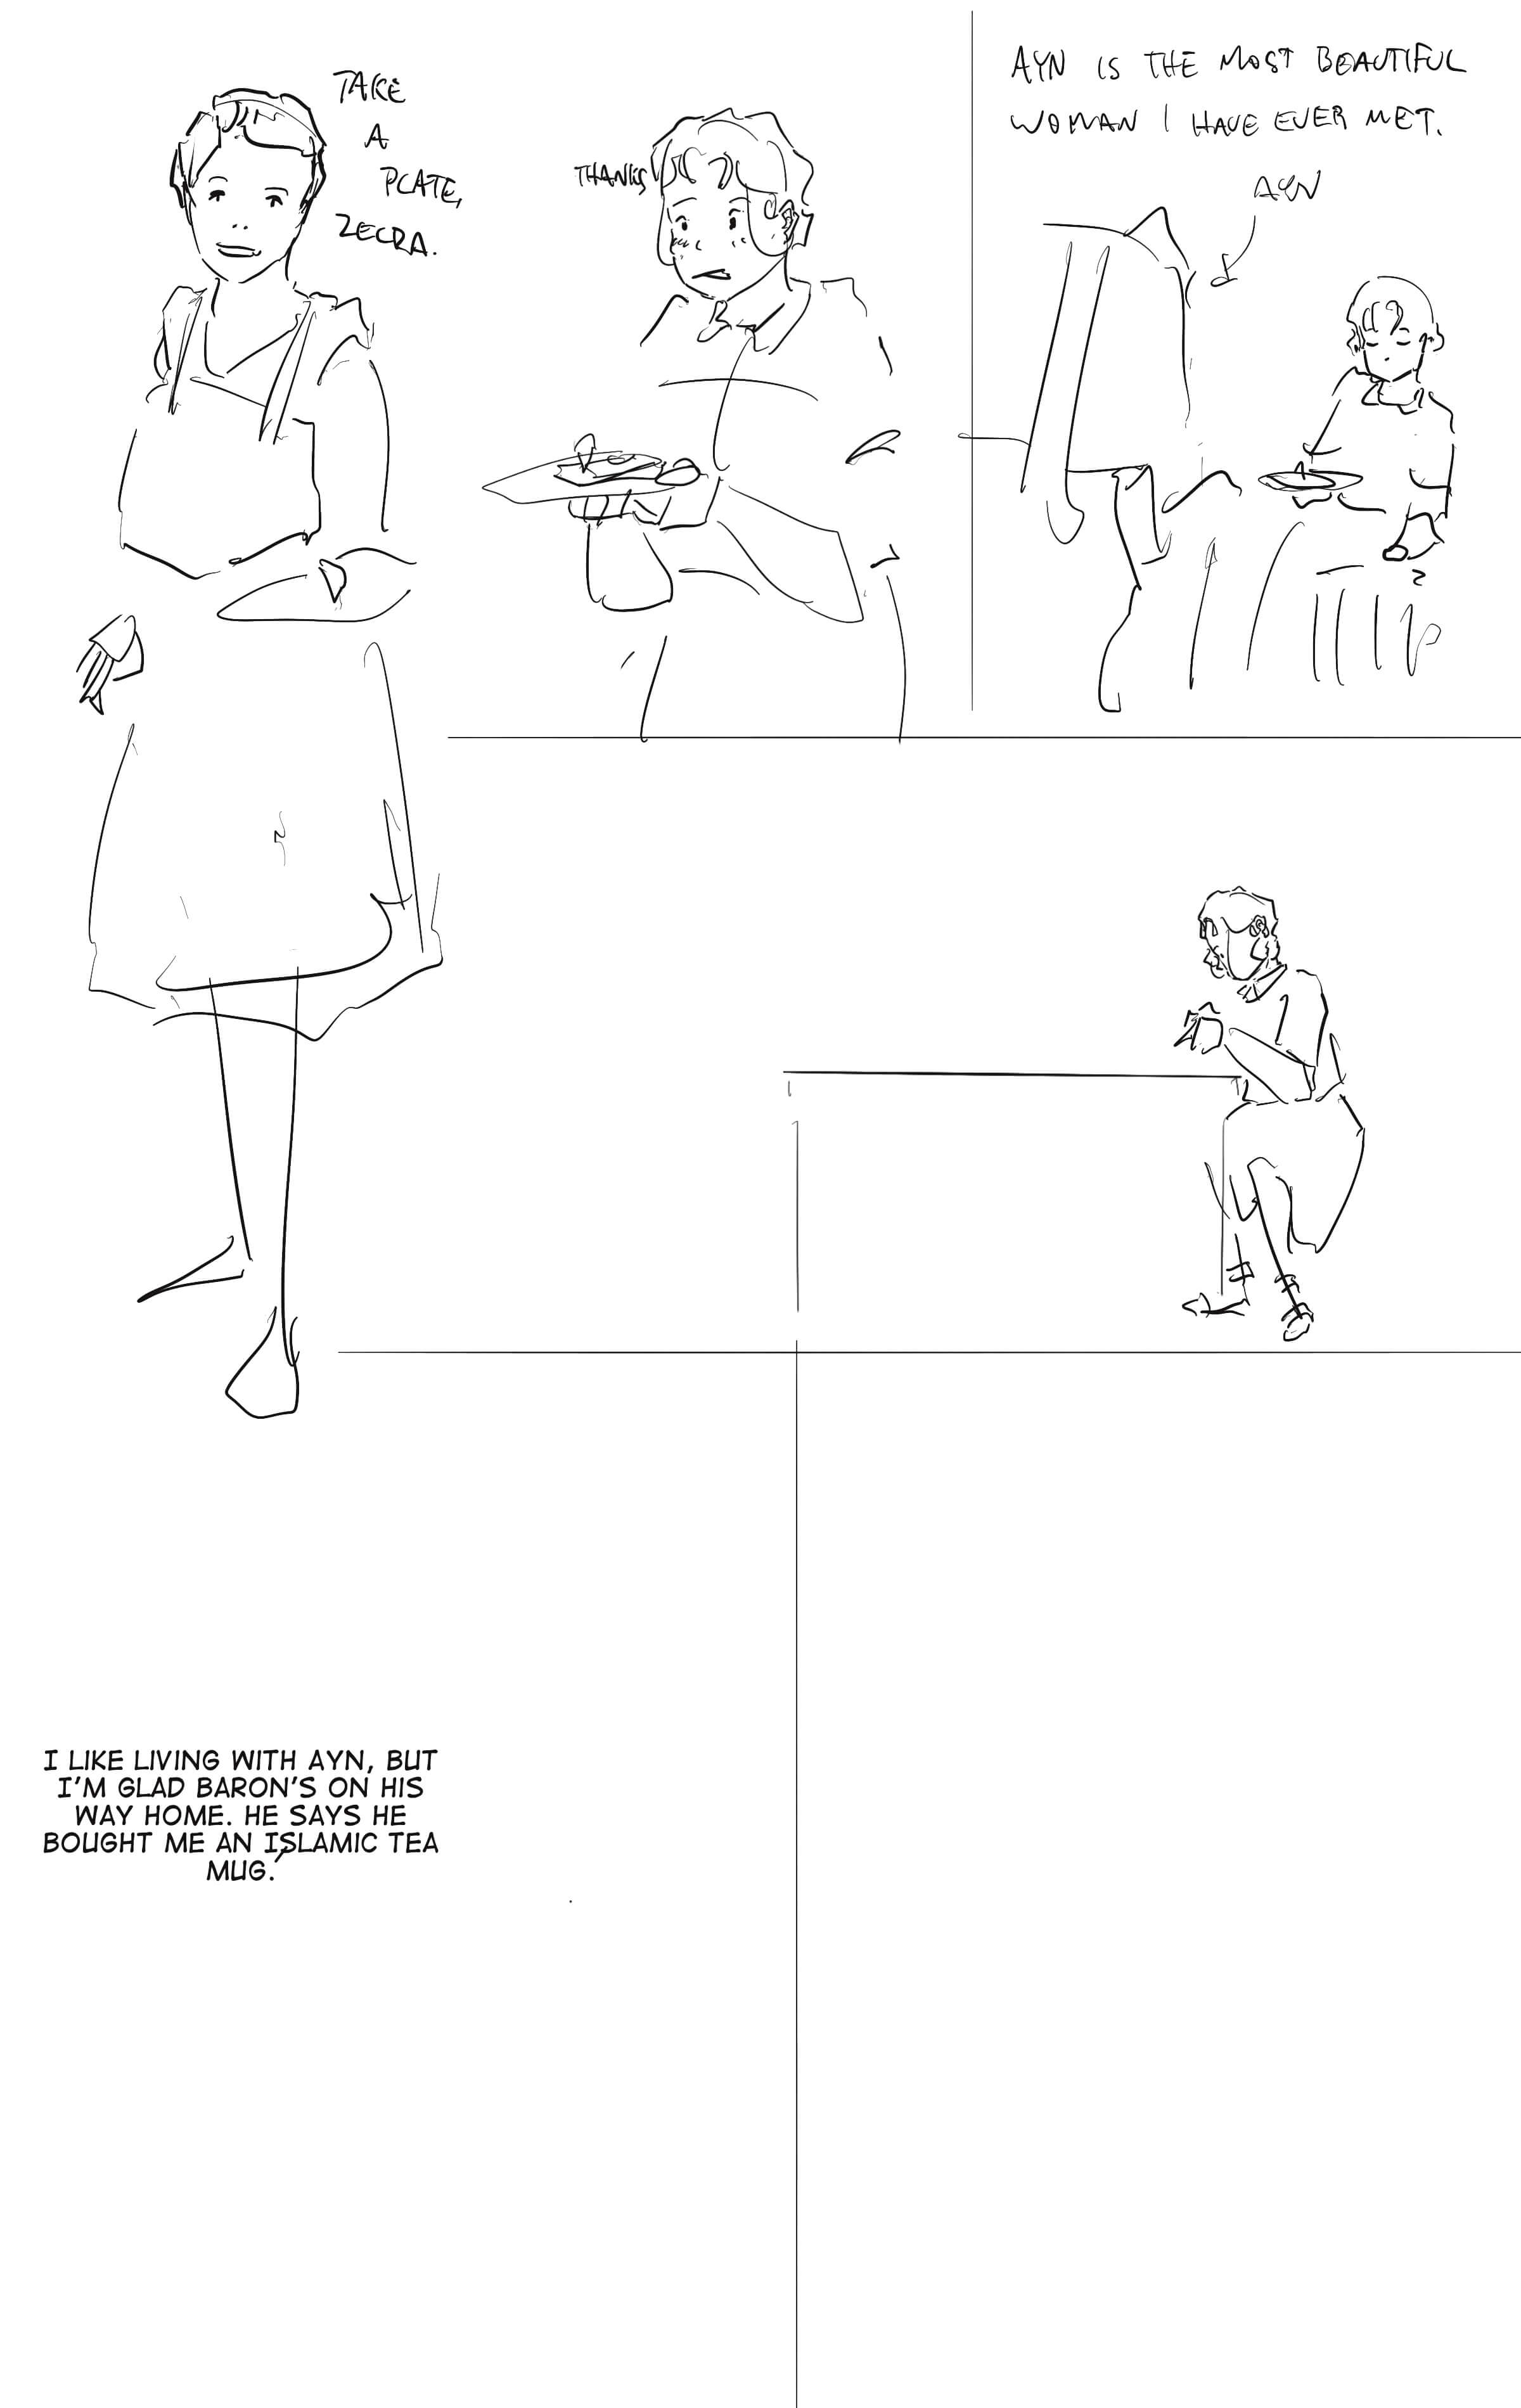 TAKE
A
PLATE,
ZECRA.
THANKS
AYN IS THE MOST BEAUTIFUL
WOMAN I HAVE EVER MET.
AYN
I LIKE LIVING WITH AYN, BUT
I'M GLAD BARON'S ON HIS
WAY HOME. HE SAYS HE
BOUGHT ME AN ISLAMIC TEA
MUG.